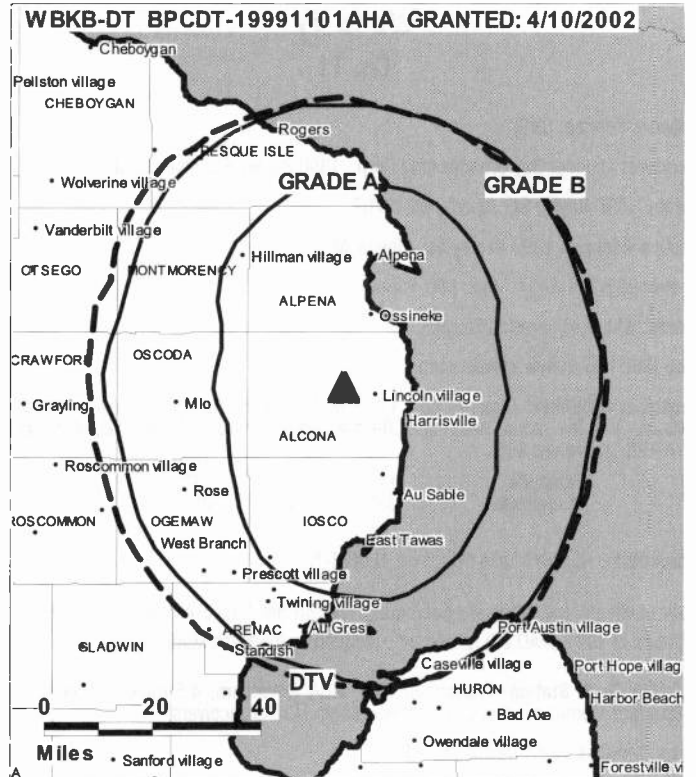 WBKB-DT BPCDT-19991101AHA GRANTED: 4/10/2002
Cheboygan
Pellston village
CHEBOYGAN
Rogers
PRESQUE ISLE
GRADE A
GRADE B
Wolverine village
Vanderbilt village
Hillman village
Alpena
OTSEGO
MONTMORENCY
ALPENA
Ossineke
OSCODA
CRAWFORD
Grayling
Mio
Lincoln village
Harrisville
ALCONA
Roscommon village
Rose
Au Sable
ROSCOMMON
OGEMAW
IOSCO
West Branch
East Tawas
Prescott village
Twining village
ARENAC
Au Gres
Port Austin village
GLADWIN
Standish
Caseville village
Port Hope villag
DTV
HURON
Harbor Beach
0 20 40
Bad Axe
Miles
Owendale village
Sanford village
Forestville vi
A